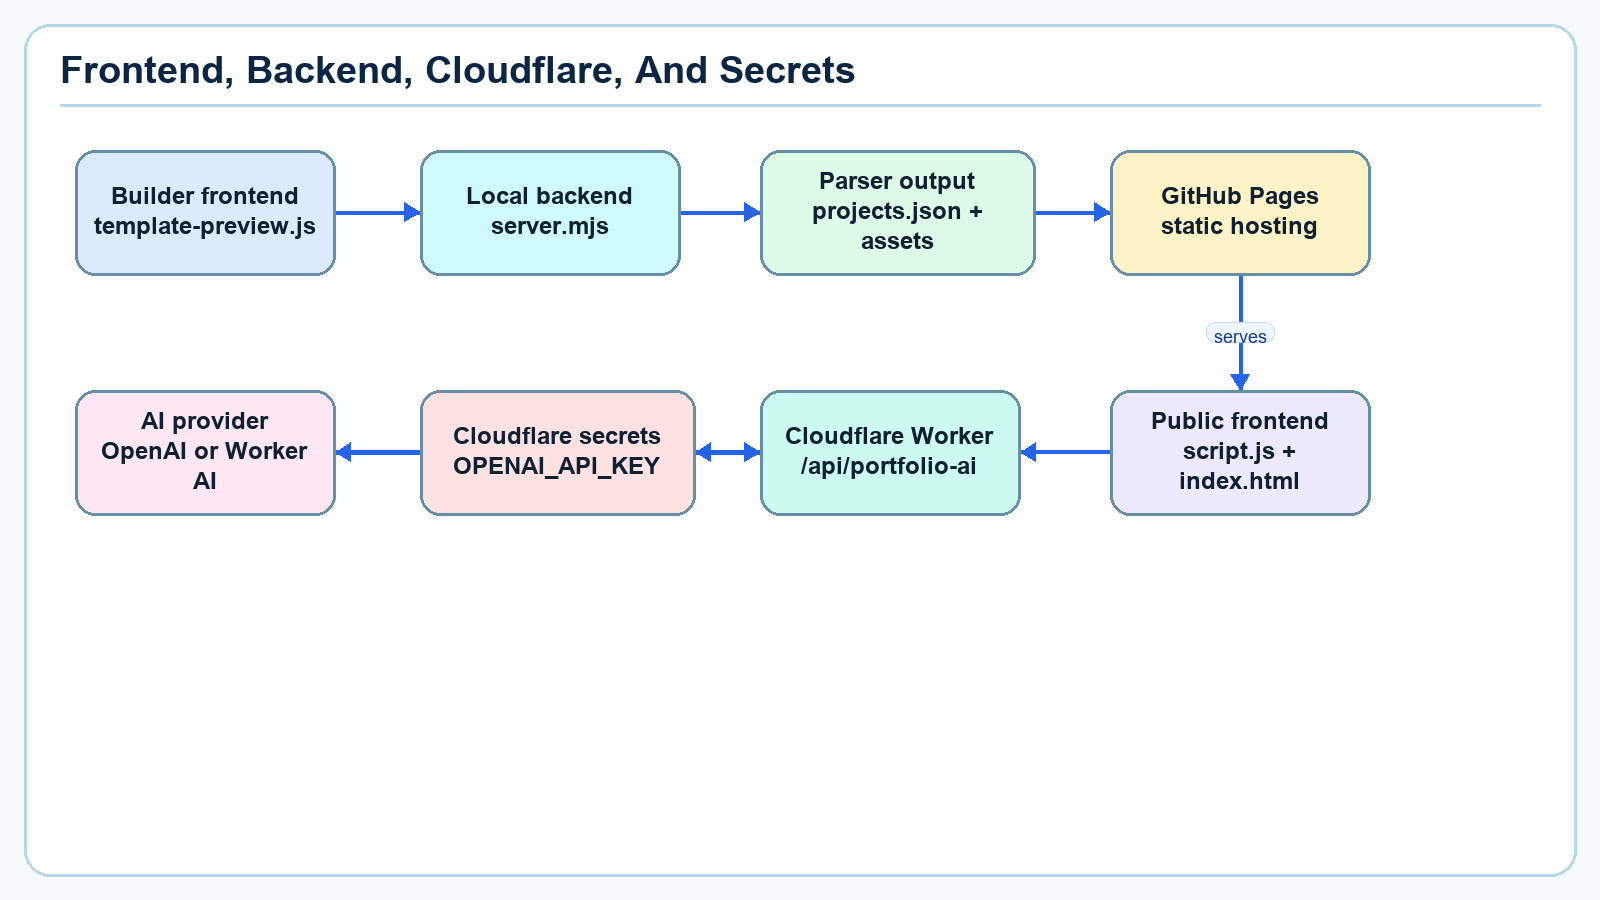 Frontend, Backend, Cloudflare, And Secrets
Builder frontend
template-preview.js
Local backend
server.mjs
Parser output
projects.json +
assets
GitHub Pages
static hosting
serves
AI provider
OpenAI or Worker
AI
Cloudflare secrets
OPENAI_API_KEY
Cloudflare Worker
/api/portfolio-ai
Public frontend
script.js +
index.html